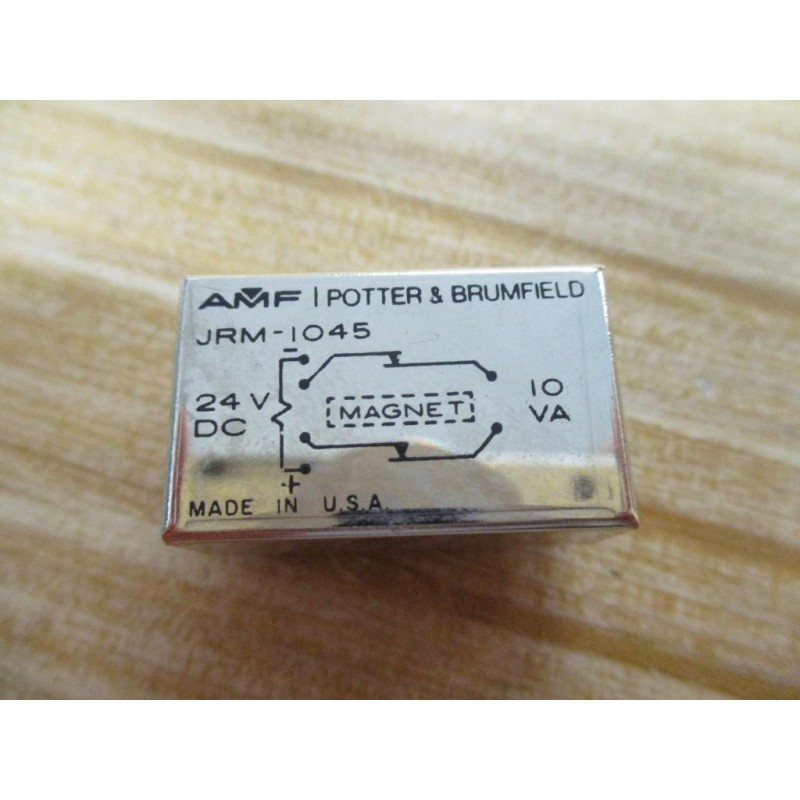 AMF | POTTER & BRUMFIELD
JRM-1045
-
24 V
DC
MAGNET
10
VA
+
MADE IN U.S.A.